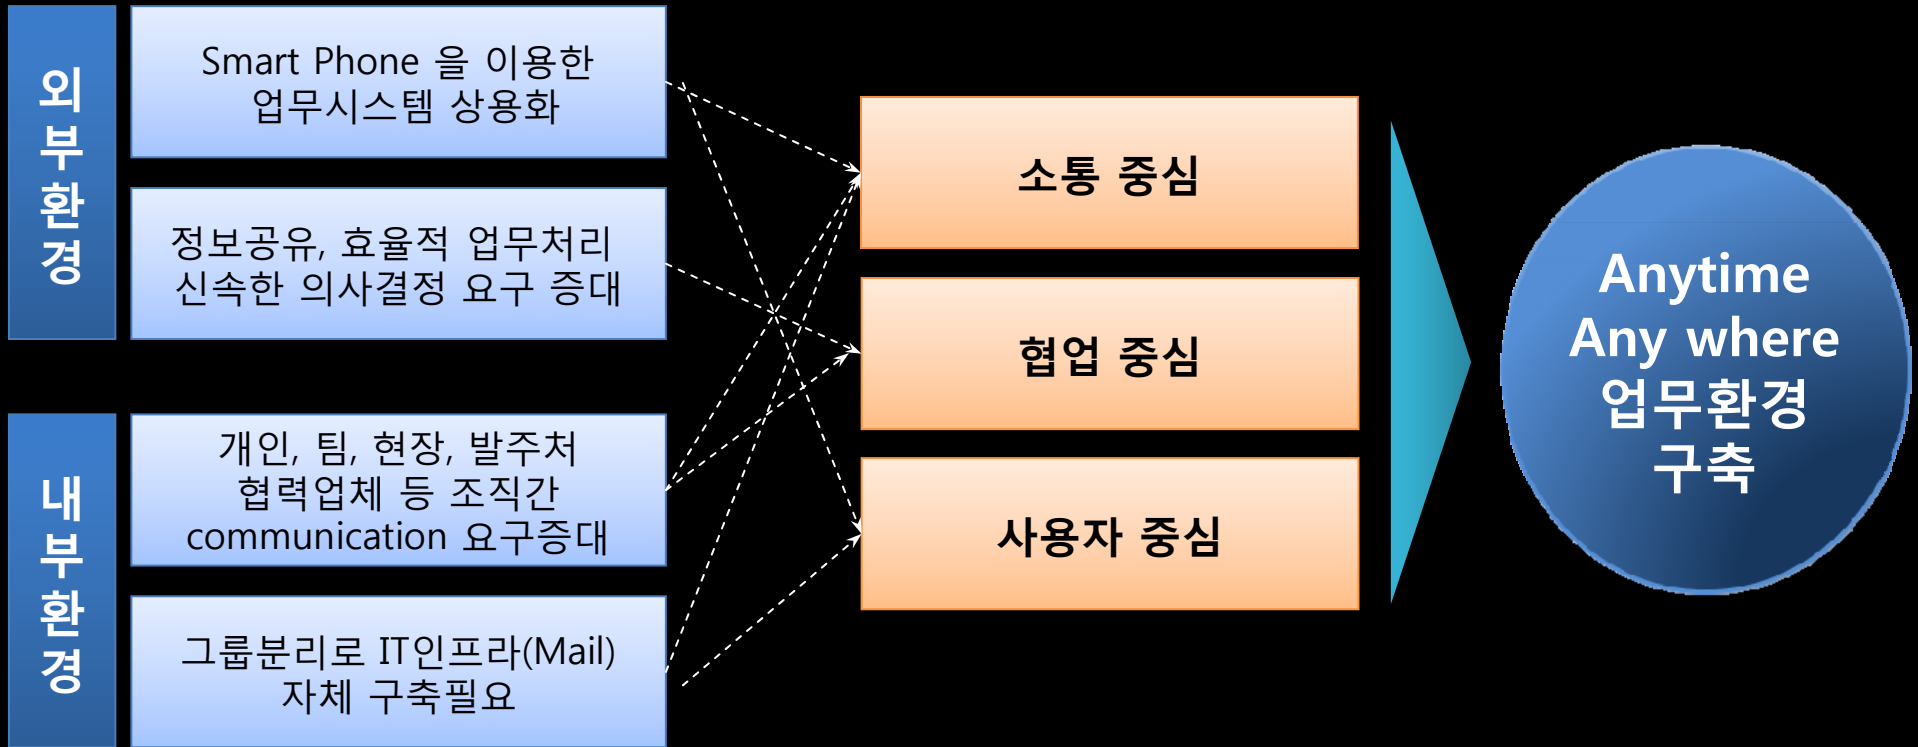 외부환경
Smart Phone 을 이용한
업무시스템 상용화
정보공유, 효율적 업무처리
신속한 의사결정 요구 증대
내부환경
개인, 팀, 현장, 발주처
협력업체 등 조직간
communication 요구증대
그룹분리로 IT인프라(Mail)
자체 구축필요
소통 중심
협업 중심
사용자 중심
Anytime
Any where
업무환경
구축